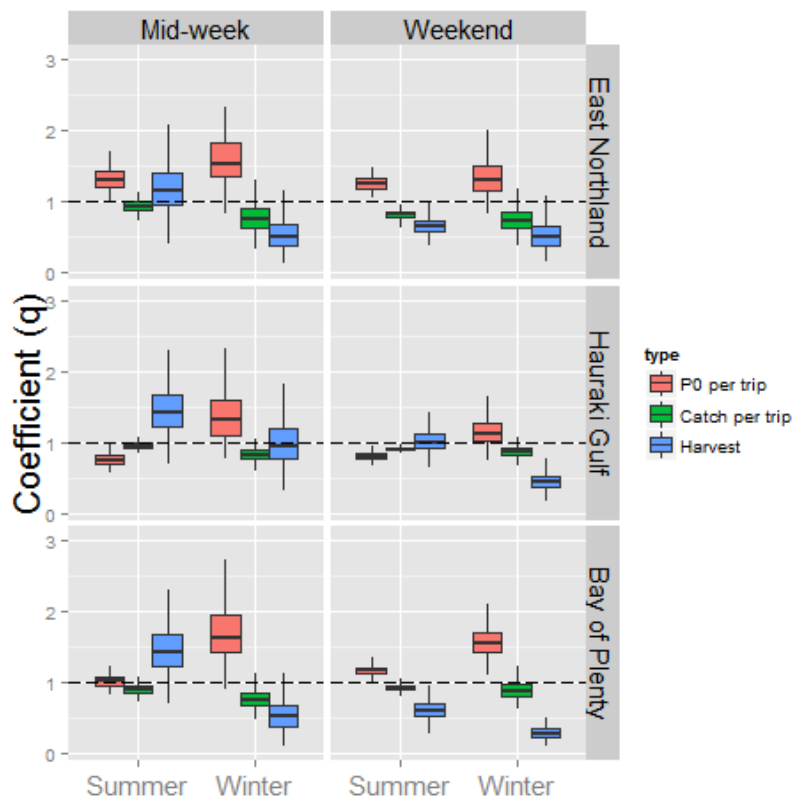 Mid-week
Weekend
3
2
1
0
East Northland
3
2
1
0
Hauraki Gulf
3
2
1
0
Bay of Plenty
Coefficient (q)
Summer
Winter
Summer
Winter
type
P0 per trip
Catch per trip
Harvest